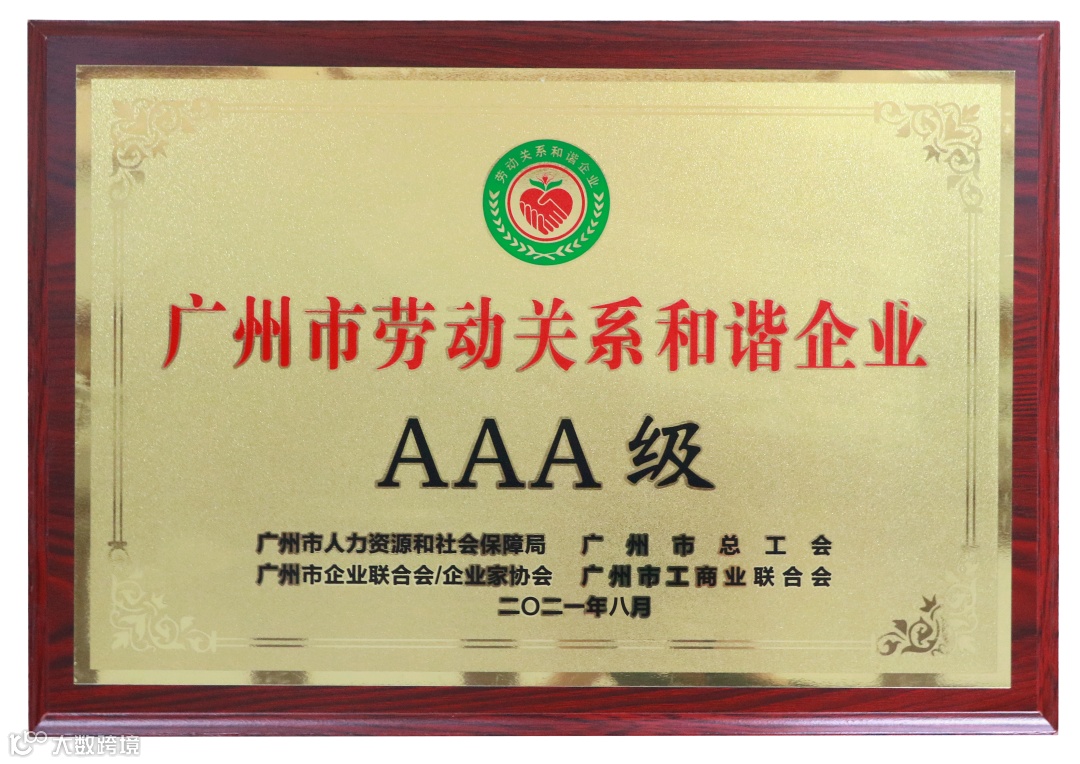 劳动关系和谐企业
广州市劳动关系和谐企业
AAA级
广州市人力资源和社会保障局 广州市总工会
广州市企业联合会/企业家协会 广州市工商业联合会
二〇二一年八月
大数跨境